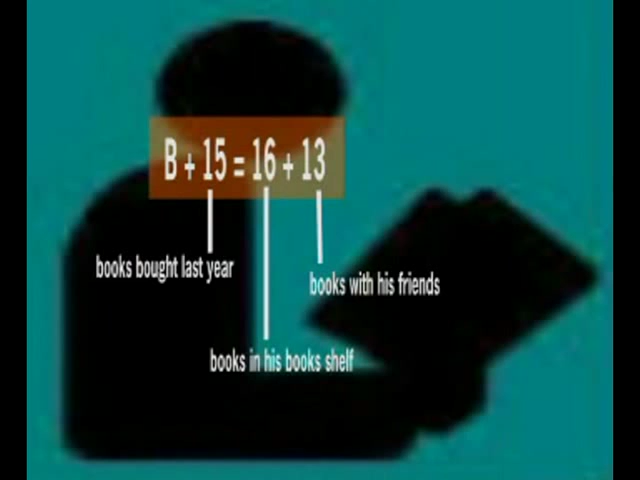 B + 15 = 16 + 13
books bought last year
books with his friends
books in his books shelf